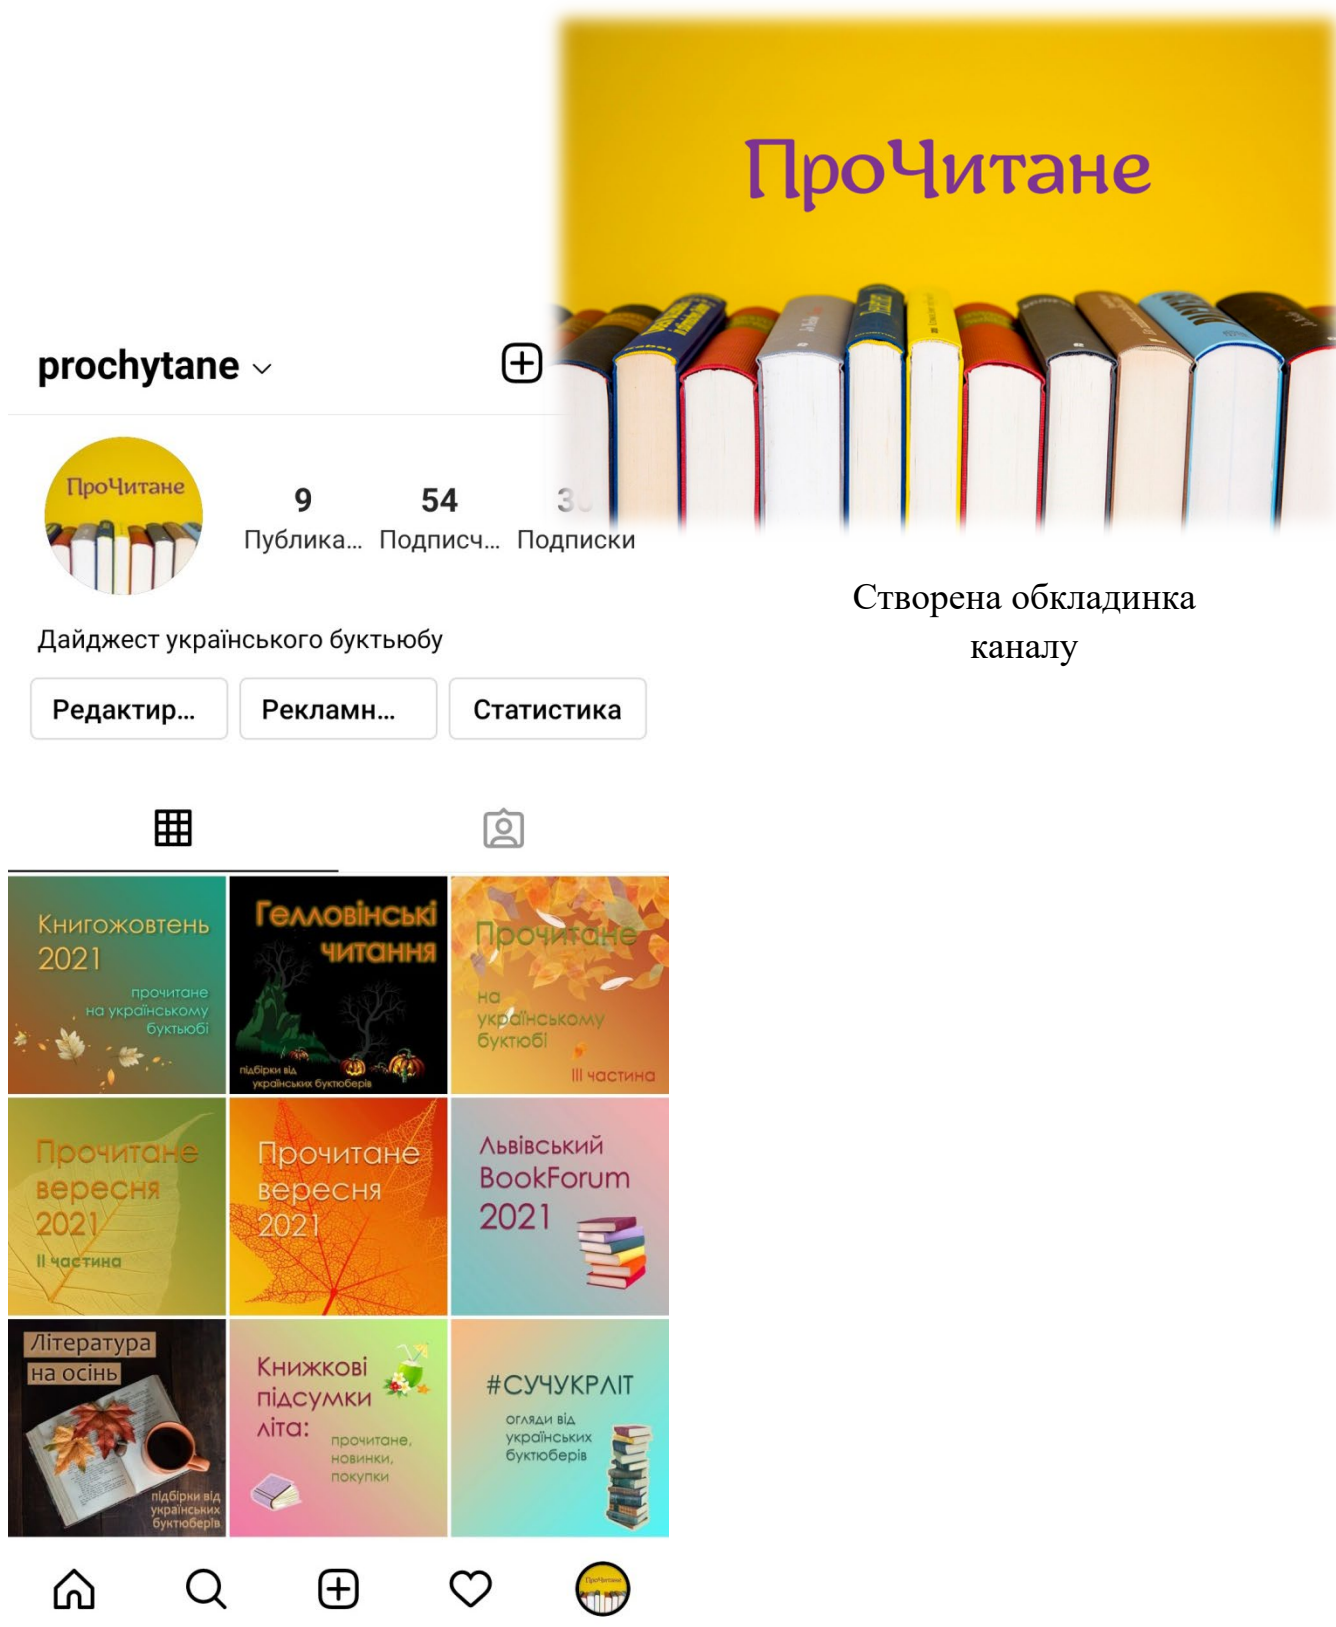 ПроЧитане
prochytane
ПроЧитане
9
54
Публика...
Подписч...
Подписки
Створена обкладинка
каналу
Дайджест українського буктьюбу
Редактир...
Рекламн...
Статистика
Книгожовтень
2021
прочитане
на українському
буктьюбі
Гелловінські
читання
підбірки від
українських буктюберів
Прочитане
на
українському
буктюбі
ІІІ частина
Прочитане
вересня
2021
ІІ частина
Прочитане
вересня
2021
Львівський
BookForum
2021
Література
на осінь
підбірки від
українських
буктюберів
Книжкові
підсумки
літа:
прочитане,
новинки,
покупки
#СУЧУКРЛІТ
огляди від
українських
буктюберів
ПроЧитане